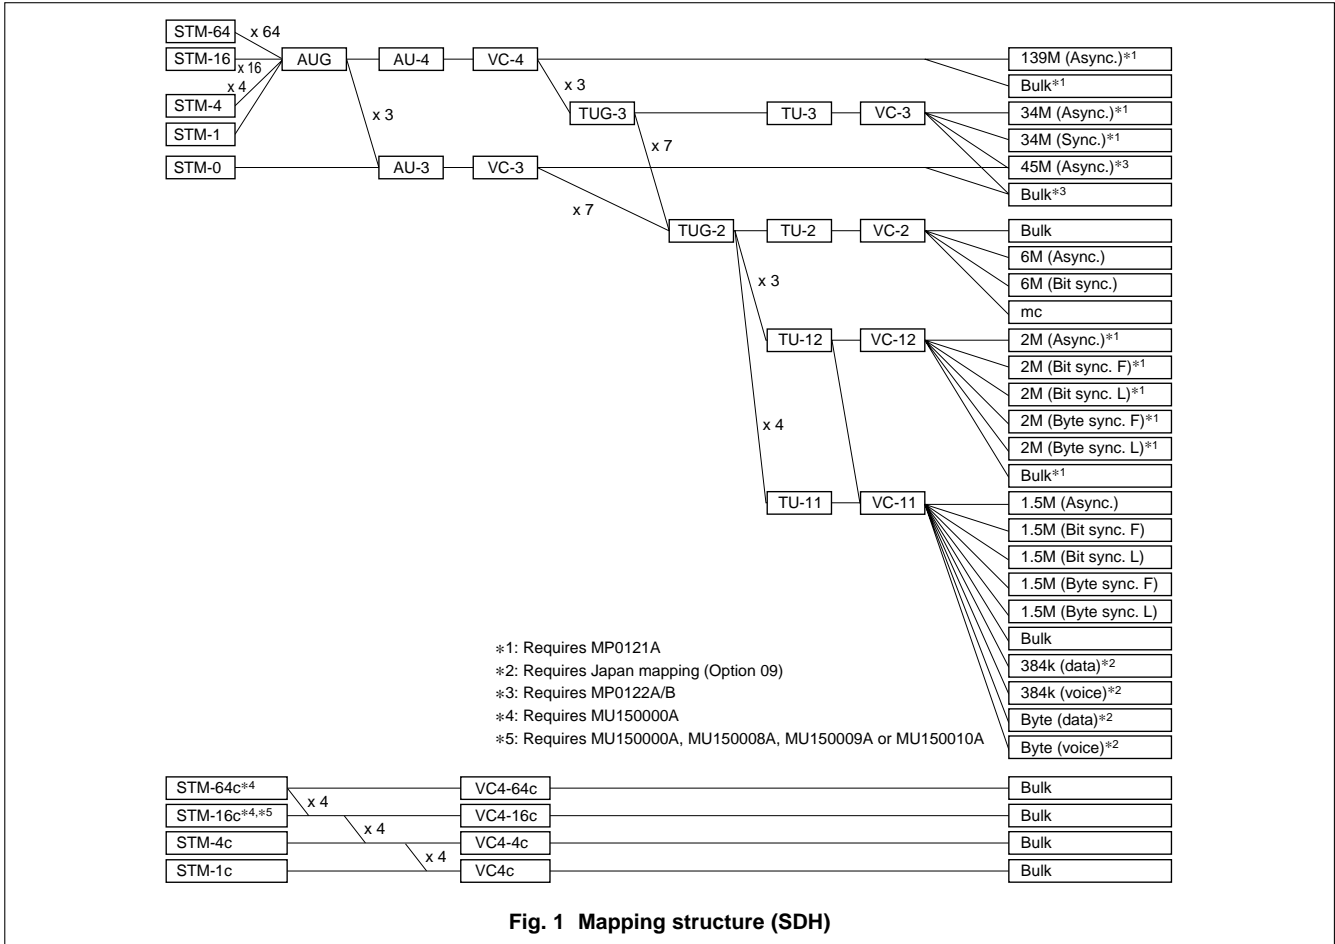 STM-64 x 64
STM-16 AUG AU-4 VC-4 139M (Async.)*1
x 16
Bulk*1
x 4 x 3
STM-4 TUG-3 TU-3 VC-3 34M (Async.)*1
x 3
STM-1 34M (Sync.)*1
x 7
STM-0 AU-3 VC-3 45M (Async.)*3
Bulk*3
x 7
TUG-2 TU-2 VC-2 Bulk
6M (Async.)
x 3
6M (Bit sync.)
mc
TU-12 VC-12 2M (Async.)*1
2M (Bit sync. F)*1
2M (Bit sync. L)*1
x 4 2M (Byte sync. F)*1
2M (Byte sync. L)*1
Bulk*1
TU-11 VC-11 1.5M (Async.)
1.5M (Bit sync. F)
1.5M (Bit sync. L)
1.5M (Byte sync. F)
1.5M (Byte sync. L)
Bulk
384k (data)*2
384k (voice)*2
Byte (data)*2
Byte (voice)*2
*1: Requires MP0121A
*2: Requires Japan mapping (Option 09)
*3: Requires MP0122A/B
*4: Requires MU150000A
*5: Requires MU150000A, MU150008A, MU150009A or MU150010A
STM-64c*4 VC4-64c Bulk
x 4
STM-16c*4,*5 VC4-16c Bulk
x 4
STM-4c VC4-4c Bulk
x 4
STM-1c VC4c Bulk
Fig. 1 Mapping structure (SDH)